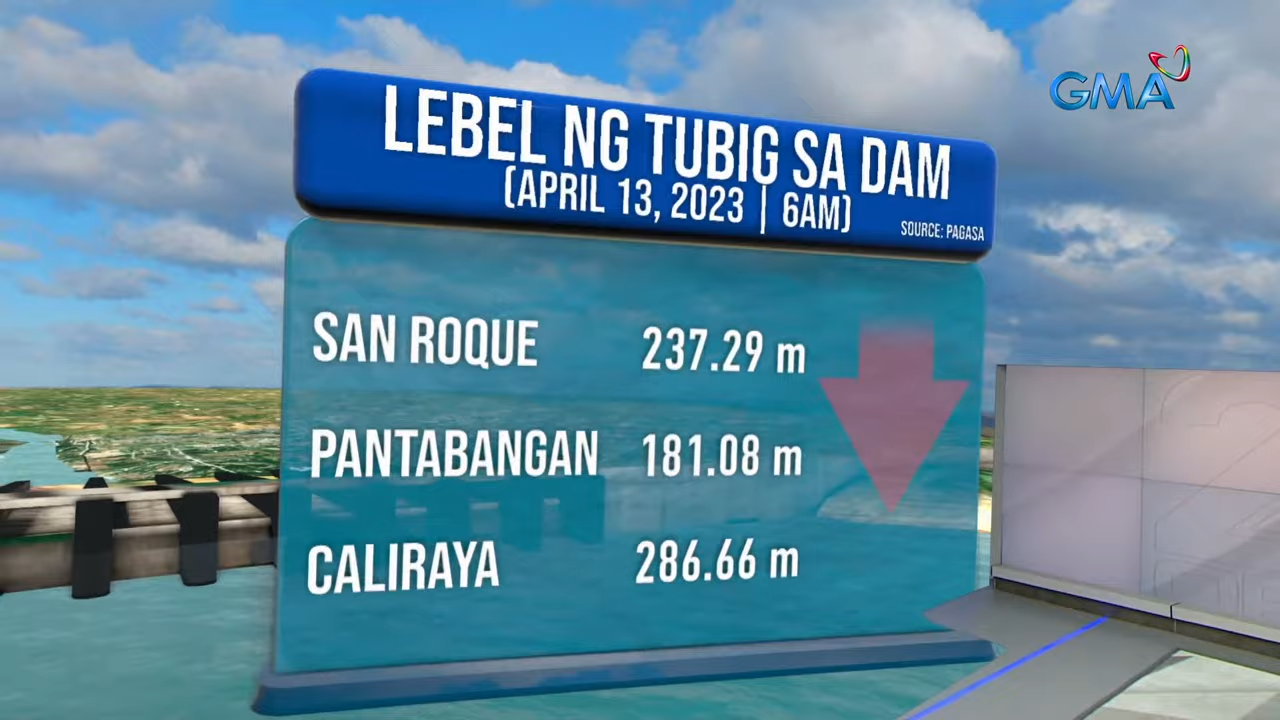 GMA
LEBEL NG TUBIG SA DAM
(APRIL 13, 2023 | 6AM)
SOURCE: PAGASA
SAN ROQUE 237.29 m
PANTABANGAN 181.08 m
CALIRAYA 286.66 m